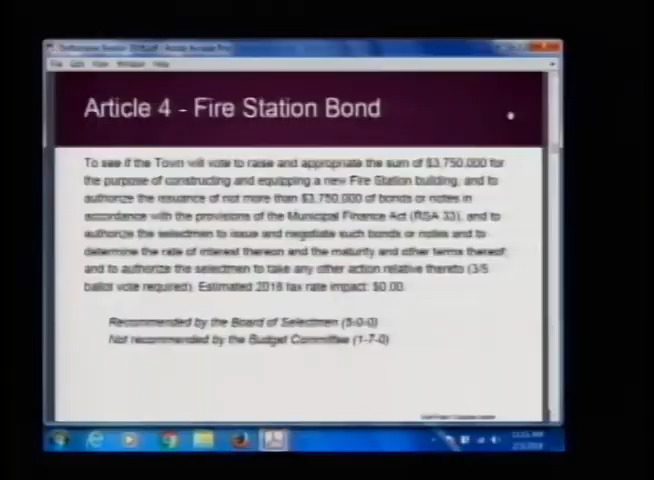 File Edit View Window Help
Article 4 - Fire Station Bond
To see if the Town will vote to raise and appropriate the sum of $3,750,000 for
the purpose of constructing and equipping a new Fire Station building, and to
authorize the issuance of not more than $3,750,000 of bonds or notes in
accordance with the provisions of the Municipal Finance Act (RSA 33), and to
authorize the selectmen to issue and negotiate such bonds or notes and to
determine the rate of interest thereon and the maturity and other terms thereof;
and to authorize the selectmen to take any other action relative thereto (3/5
ballot vote required). Estimated 2016 tax rate impact: $0.00.
Recommended by the Board of Selectmen (5-0-0)
Not recommended by the Budget Committee (1-7-0)